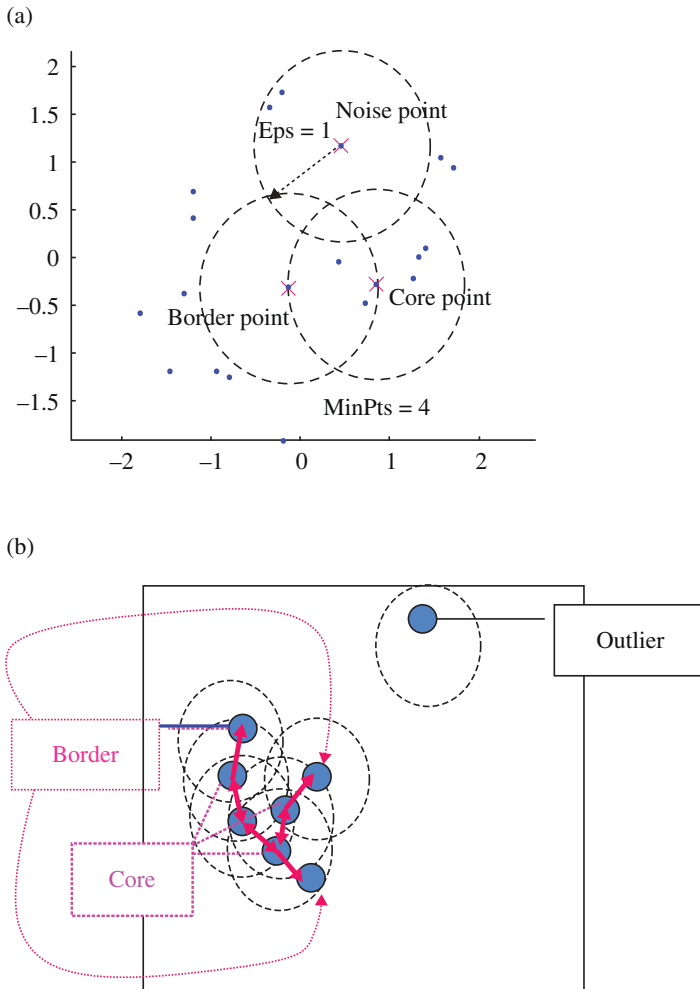 (a)
2
1.5
1
0.5
0
–0.5
–1
–1.5
–2
–1
0
1
2
Noise point
Eps = 1
Border point
Core point
MinPts = 4
(b)
Outlier
Border
Core